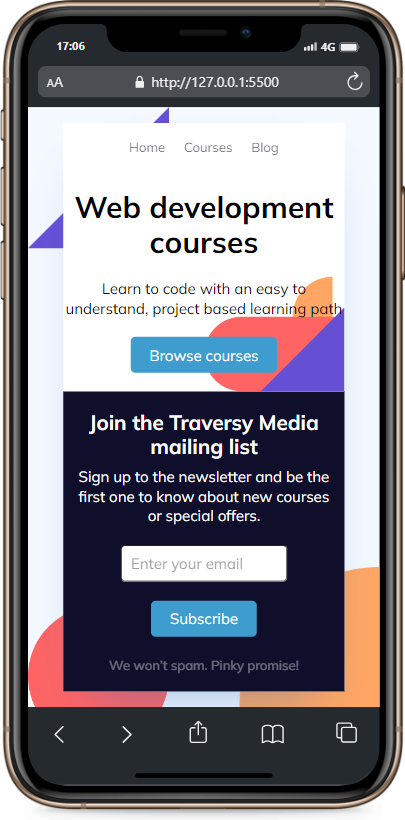 17:06
4G
AA
http://127.0.0.1:5500
Home Courses Blog
Web development
courses
Learn to code with an easy to
understand, project based learning path
Browse courses
Join the Traversy Media
mailing list
Sign up to the newsletter and be the
first one to know about new courses
or special offers.
Enter your email
Subscribe
We won't spam. Pinky promise!